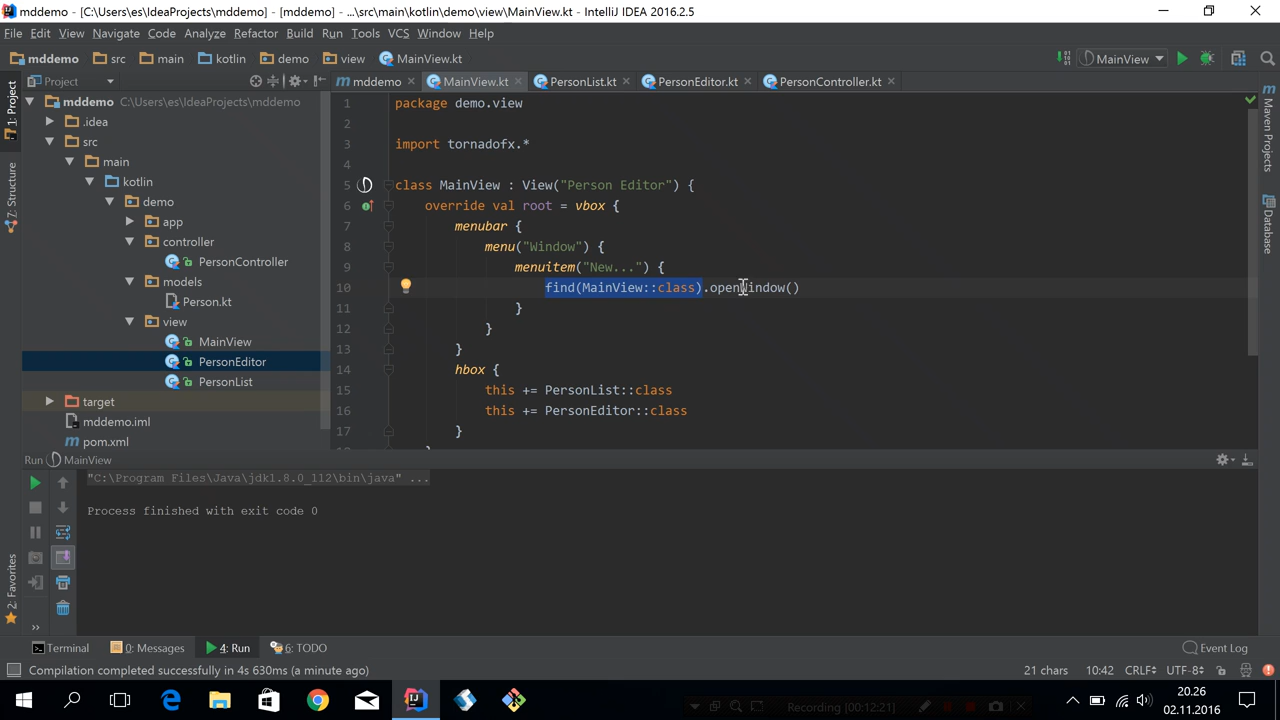 mddemo - [C:\Users\es\IdeaProjects\mddemo] - [mddemo] - ...\src\main\kotlin\demo\view\MainView.kt - IntelliJ IDEA 2016.2.5
File Edit View Navigate Code Analyze Refactor Build Run Tools VCS Window Help
mddemo src main kotlin demo view MainView.kt MainView
1: Project
Z: Structure
2: Favorites
Project
mddemo MainView.kt PersonList.kt PersonEditor.kt PersonController.kt
mddemo C:\Users\es\IdeaProjects\mddemo
.idea
src
main
kotlin
demo
app
controller
PersonController
models
Person.kt
view
MainView
PersonEditor
PersonList
target
mddemo.iml
pom.xml
1 package demo.view
2
3 import tornadofx.*
4
5 class MainView : View("Person Editor") {
6 override val root = vbox {
7 menubar {
8 menu("Window") {
9 menuitem("New...") {
10 find(MainView::class).openWindow()
11 }
12 }
13 }
14 hbox {
15 this += PersonList::class
16 this += PersonEditor::class
17 }
Maven Projects
Database
Run MainView
"C:\Program Files\Java\jdk1.8.0_112\bin\java" ...
Process finished with exit code 0
Terminal 0: Messages 4: Run 6: TODO Event Log
Compilation completed successfully in 4s 630ms (a minute ago) 21 chars 10:42 CRLF UTF-8
Recording [00:12:21]
20.26
02.11.2016